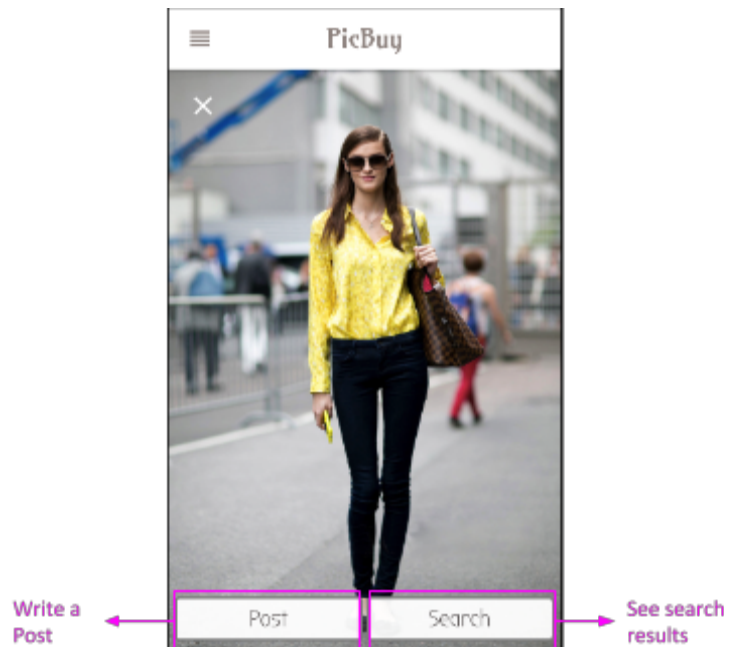 PicBuy
Post
Search
Write a
Post
See search
results